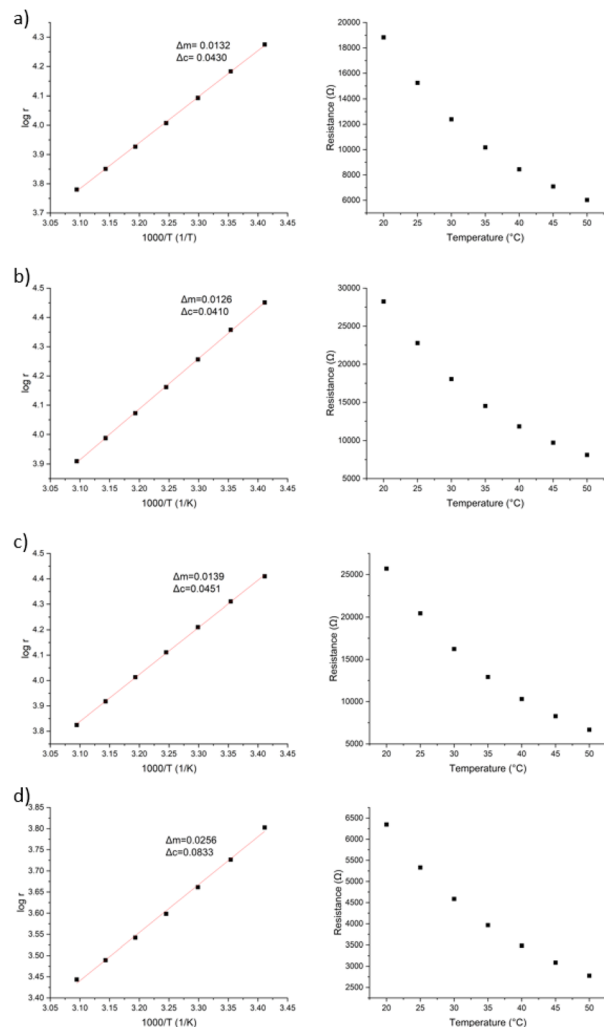 a)
4.3
4.2
4.1
4.0
3.9
3.8
3.7
log r
Δm= 0.0132
Δc= 0.0430
3.05 3.10 3.15 3.20 3.25 3.30 3.35 3.40 3.45
1000/T (1/T)
20000
18000
16000
14000
12000
10000
8000
6000
Resistance (Ω)
20 25 30 35 40 45 50
Temperature (°C)
b)
4.5
4.4
4.3
4.2
4.1
4.0
3.9
log r
Δm=0.0126
Δc=0.0410
3.05 3.10 3.15 3.20 3.25 3.30 3.35 3.40 3.45
1000/T (1/K)
30000
25000
20000
15000
10000
5000
Resistance (Ω)
20 25 30 35 40 45 50
Temperature (°C)
c)
4.5
4.4
4.3
4.2
4.1
4.0
3.9
3.8
log r
Δm=0.0139
Δc=0.0451
3.05 3.10 3.15 3.20 3.25 3.30 3.35 3.40 3.45
1000/T (1/K)
25000
20000
15000
10000
5000
Resistance (Ω)
20 25 30 35 40 45 50
Temperature (°C)
d)
3.85
3.80
3.75
3.70
3.65
3.60
3.55
3.50
3.45
3.40
log r
Δm=0.0256
Δc=0.0833
3.05 3.10 3.15 3.20 3.25 3.30 3.35 3.40 3.45
1000/T (1/K)
6500
6000
5500
5000
4500
4000
3500
3000
2500
Resistance (Ω)
20 25 30 35 40 45 50
Temperature (°C)